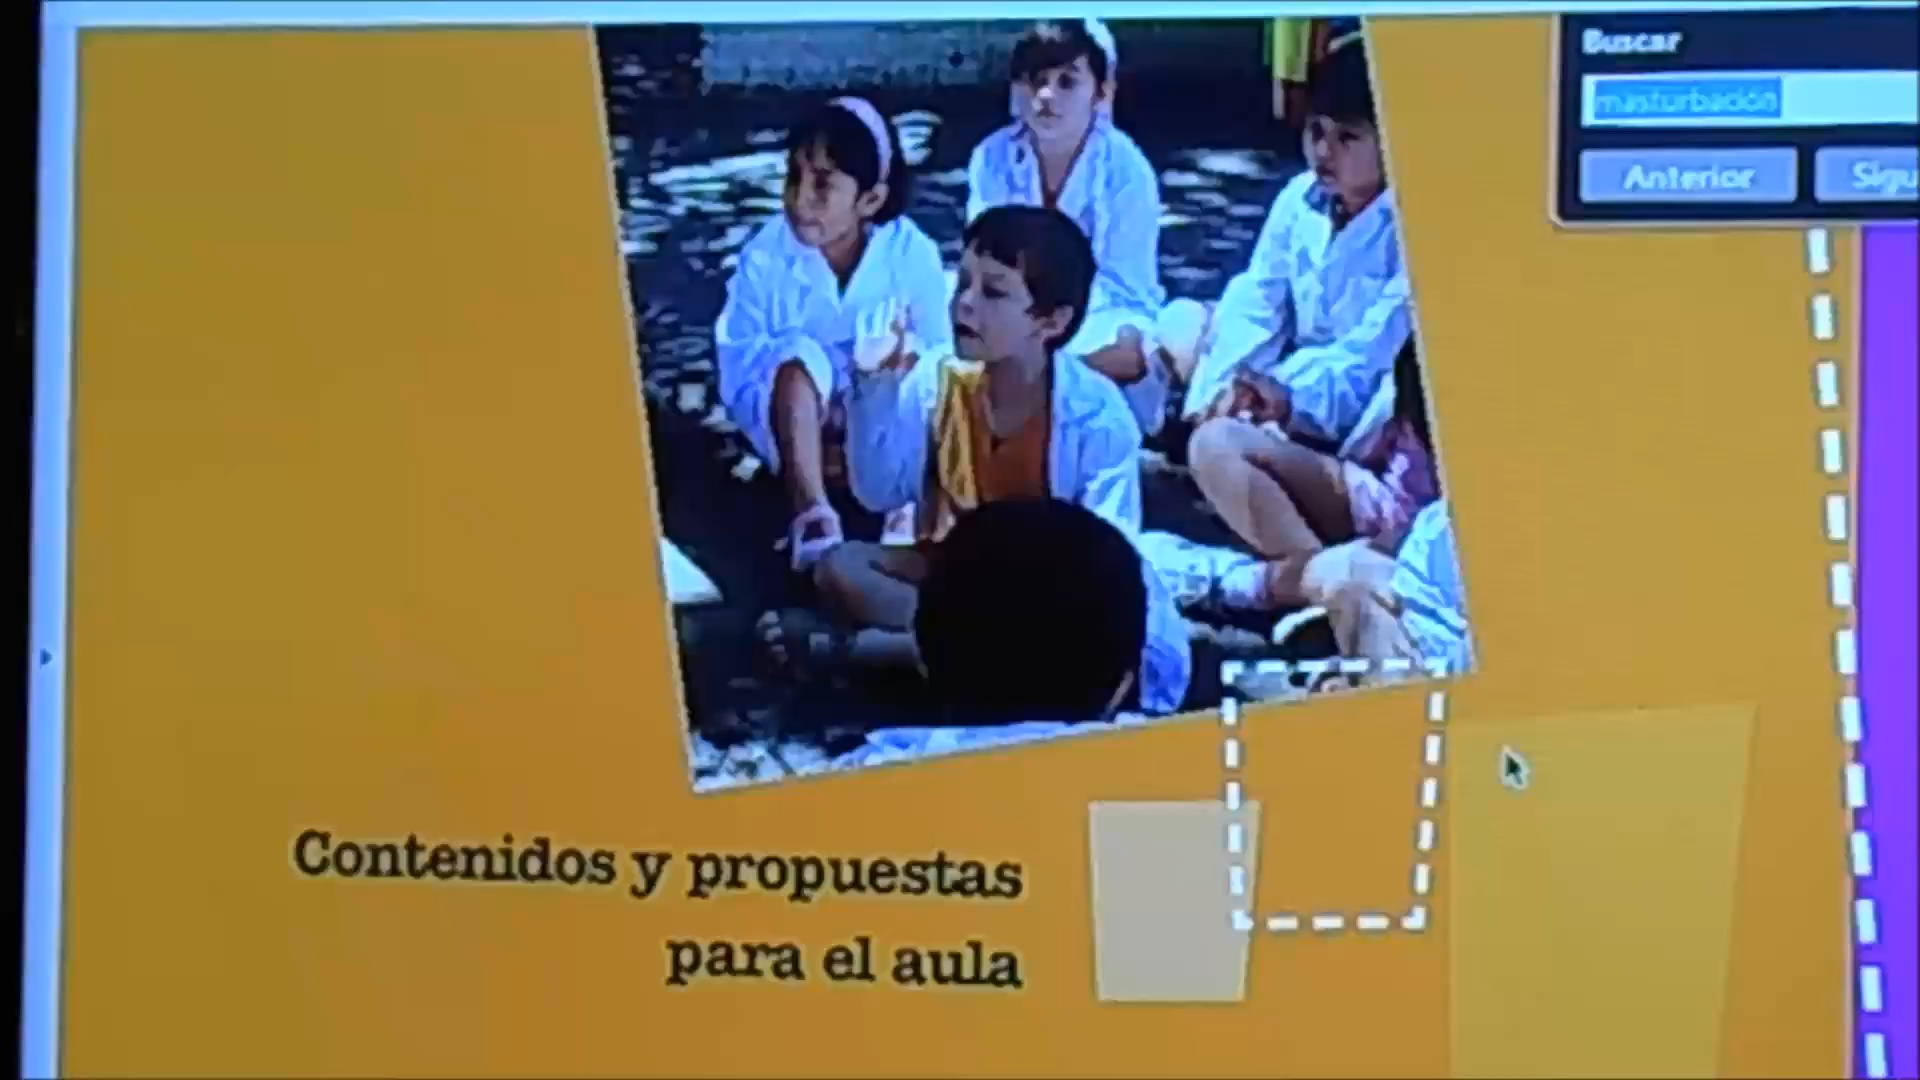 Buscar
masturbación
Anterior
Sigu
Contenidos y propuestas
para el aula